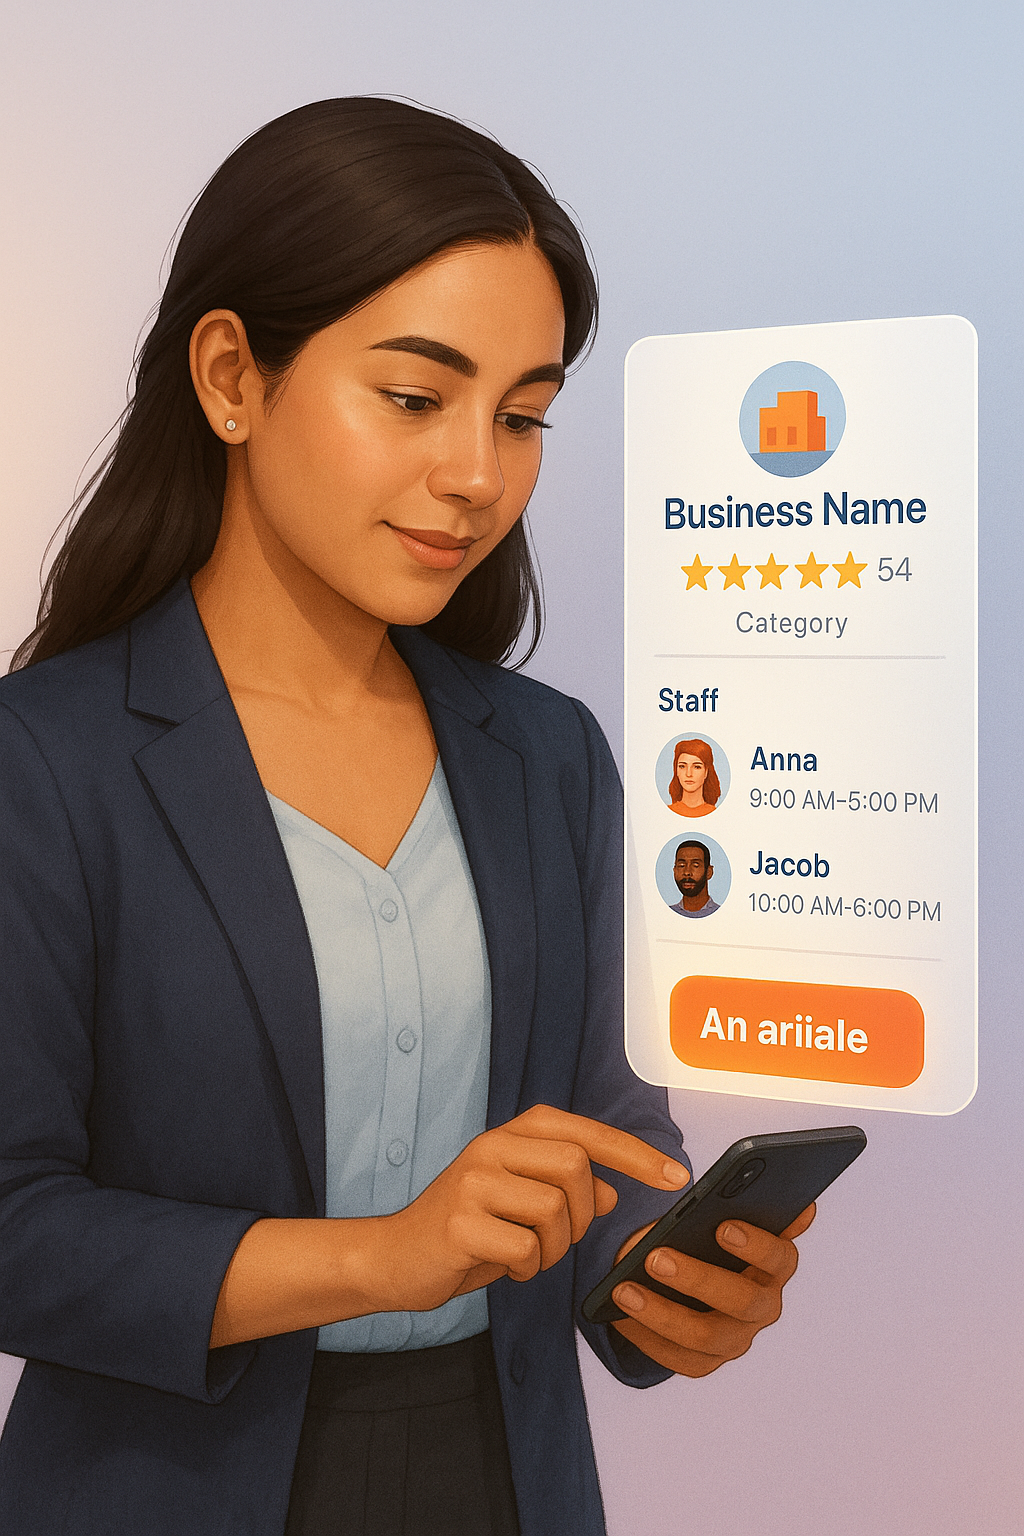 Business Name
54
Category
Staff
Anna
9:00 AM–5:00 PM
Jacob
10:00 AM-6:00 PM
An ariiale